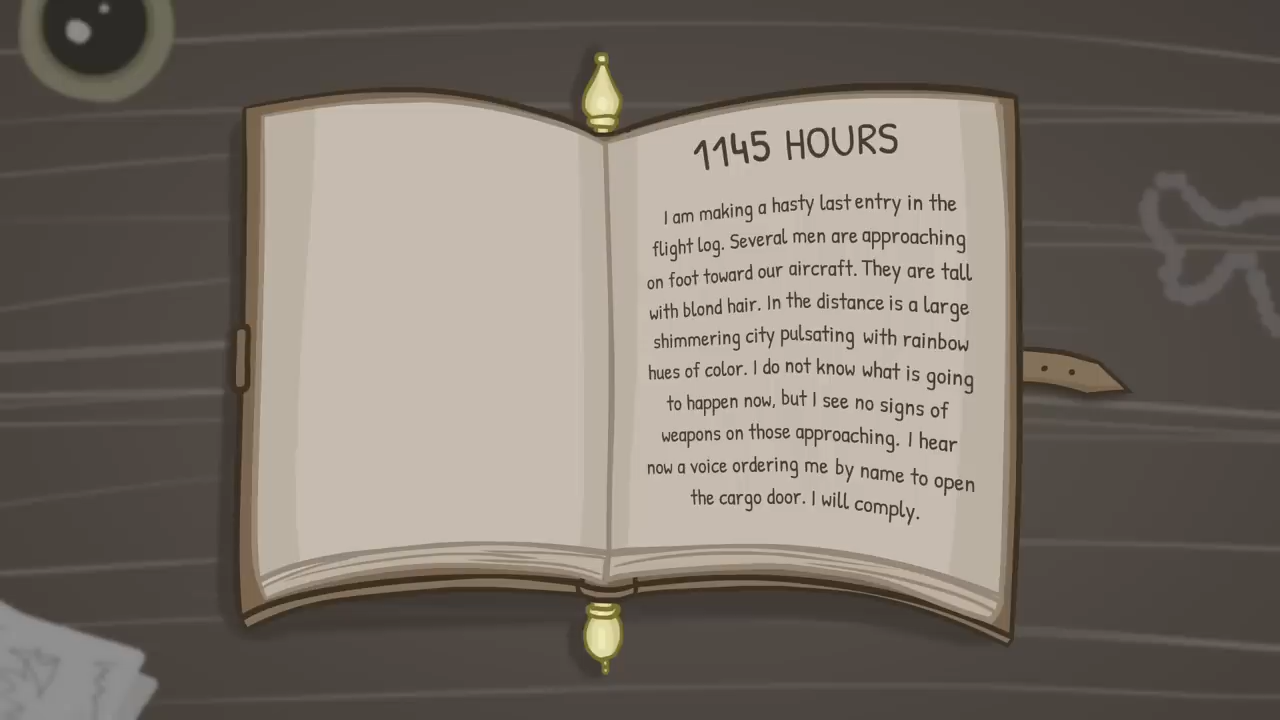 1145 HOURS
I am making a hasty last entry in the
flight log. Several men are approaching
on foot toward our aircraft. They are tall
with blond hair. In the distance is a large
shimmering city pulsating with rainbow
hues of color. I do not know what is going
to happen now, but I see no signs of
weapons on those approaching. I hear
now a voice ordering me by name to open
the cargo door. I will comply.